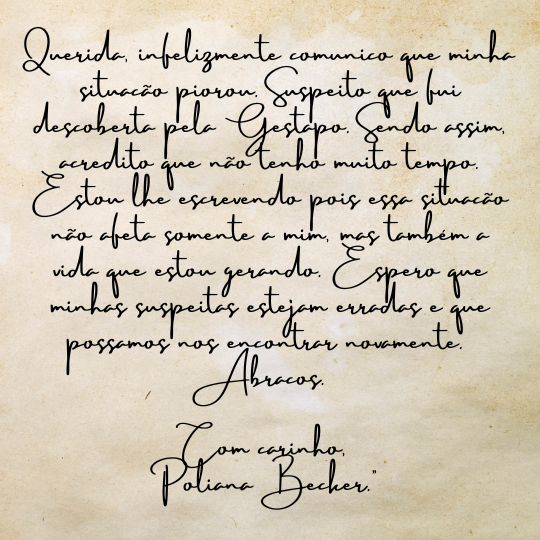 Querida, infelizmente comunico que minha
situacão piorou. Suspeito que fui
descoberta pela Gestapo. Sendo assim,
acredito que não tenho muito tempo.
Estou lhe escrevendo pois essa situacão
não afeta somente a mim, mas também a
vida que estou gerando. Espero que
minhas suspeitas estejam erradas e que
possamos nos encontrar novamente.
Abracos.
Com carinho,
Poliana Becker."